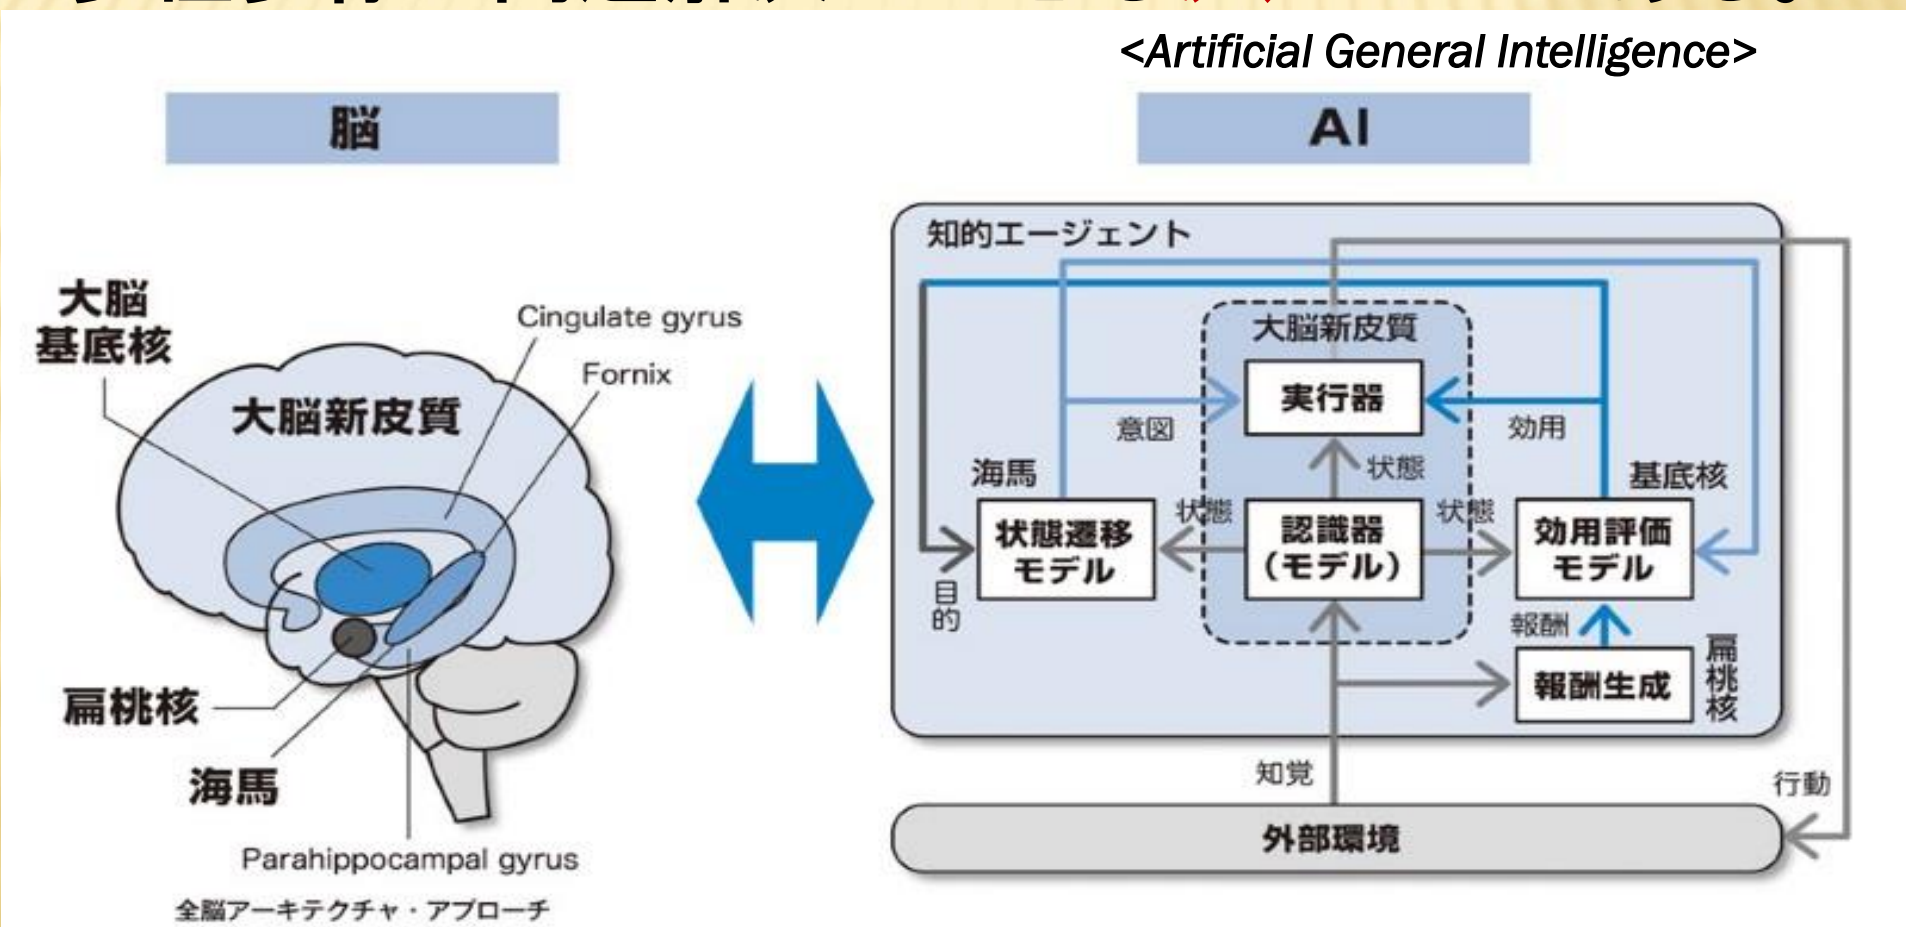 <Artificial General Intelligence>
脳
大脳
基底核
Cingulate gyrus
Fornix
大脳新皮質
扁桃核
海馬
Parahippocampal gyrus
全脳アーキテクチャ・アプローチ
AI
知的エージェント
大脳新皮質
実行器
意図
効用
海馬
状態
基底核
状態遷移
モデル
状態
認識器
(モデル)
状態
効用評価
モデル
目的
報酬
報酬生成
扁桃核
知覚
行動
外部環境